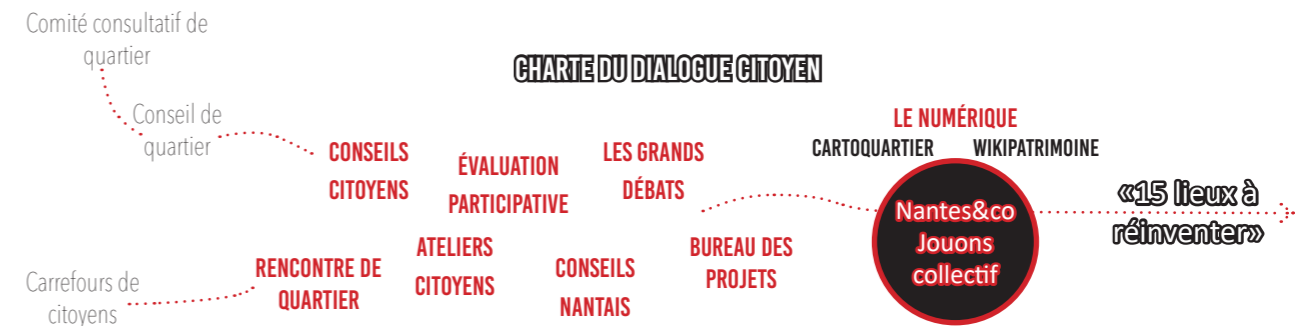 Comité consultatif de
quartier
CHARTE DU DIALOGUE CITOYEN
Conseil de
quartier
CONSEILS
CITOYENS
ÉVALUATION
PARTICIPATIVE
LES GRANDS
DÉBATS
LE NUMÉRIQUE
CARTOQUARTIER
WIKIPATRIMOINE
Nantes&co
Jouons
collectif
«15 lieux à
réinventer»
Carrefours de
citoyens
RENCONTRE DE
QUARTIER
ATELIERS
CITOYENS
CONSEILS
NANTAIS
BUREAU DES
PROJETS